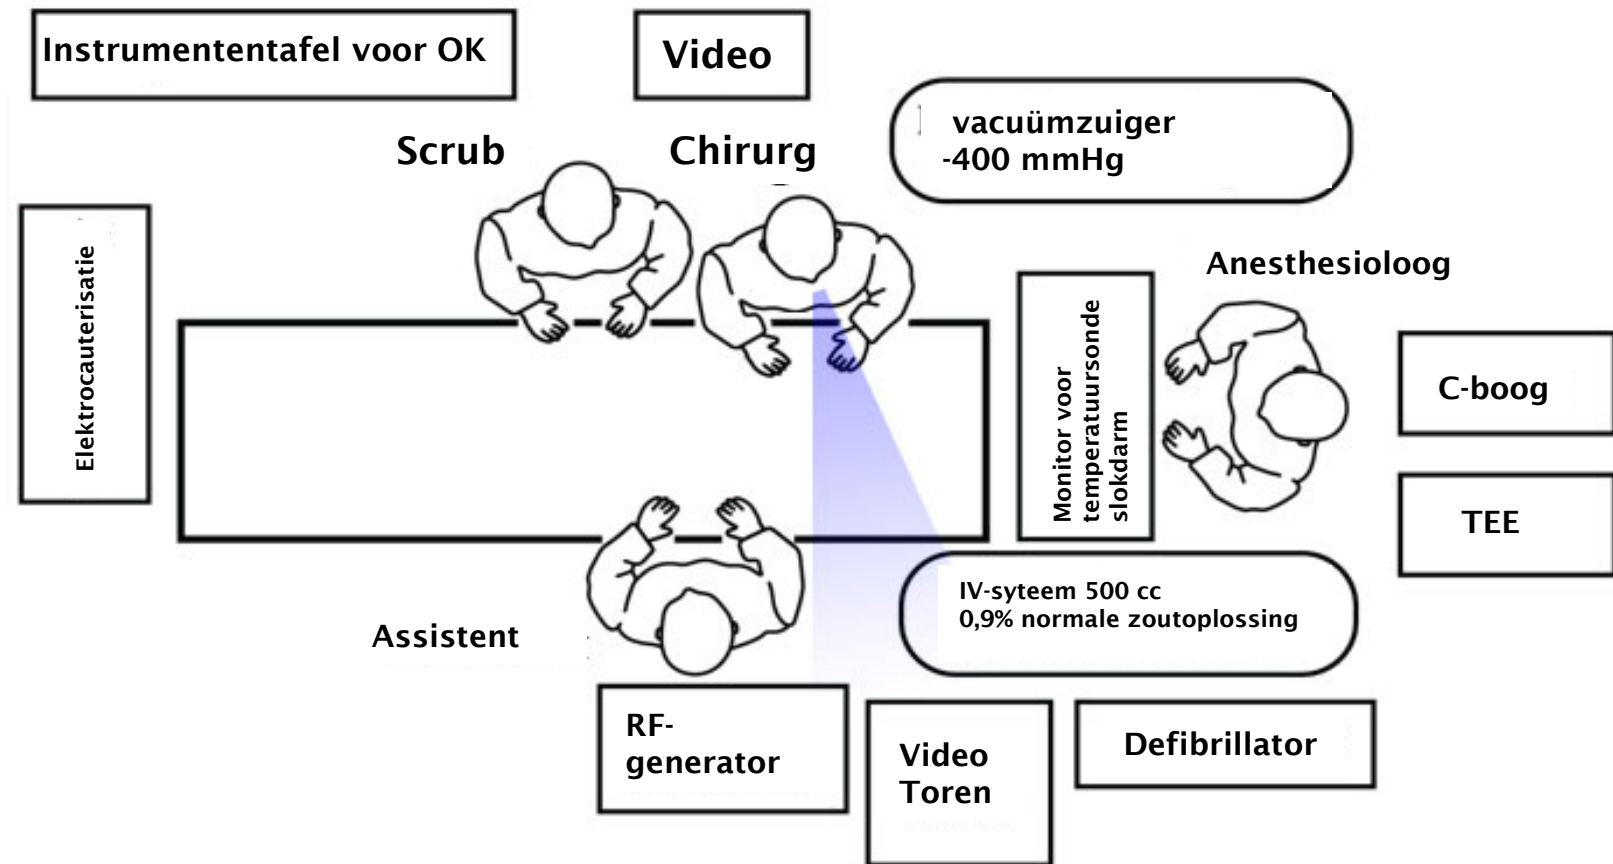 Instrumententafel voor OK
Video
Scrub
Chirurg
vacuümzuiger
-400 mmHg
Elektrocauterisatie
Anesthesioloog
Monitor voor
temperatuursonde
slokdarm
C-boog
TEE
IV-syteem 500 cc
0,9% normale zoutoplossing
Assistent
RF-
generator
Video
Toren
Defibrillator